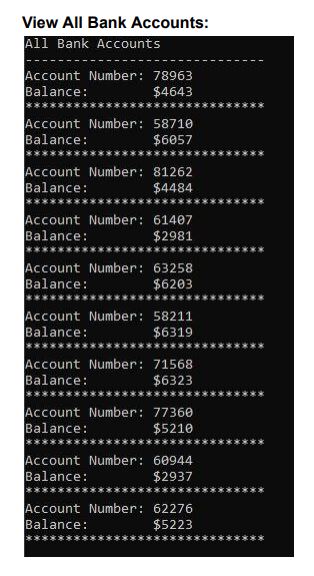 View All Bank Accounts:
All Bank Accounts
------------------------------
Account Number: 78963
Balance: $4643
******************************
Account Number: 58710
Balance: $6057
******************************
Account Number: 81262
Balance: $4484
******************************
Account Number: 61407
Balance: $2981
******************************
Account Number: 63258
Balance: $6203
******************************
Account Number: 58211
Balance: $6319
******************************
Account Number: 71568
Balance: $6323
******************************
Account Number: 77360
Balance: $5210
******************************
Account Number: 60944
Balance: $2937
******************************
Account Number: 62276
Balance: $5223
******************************